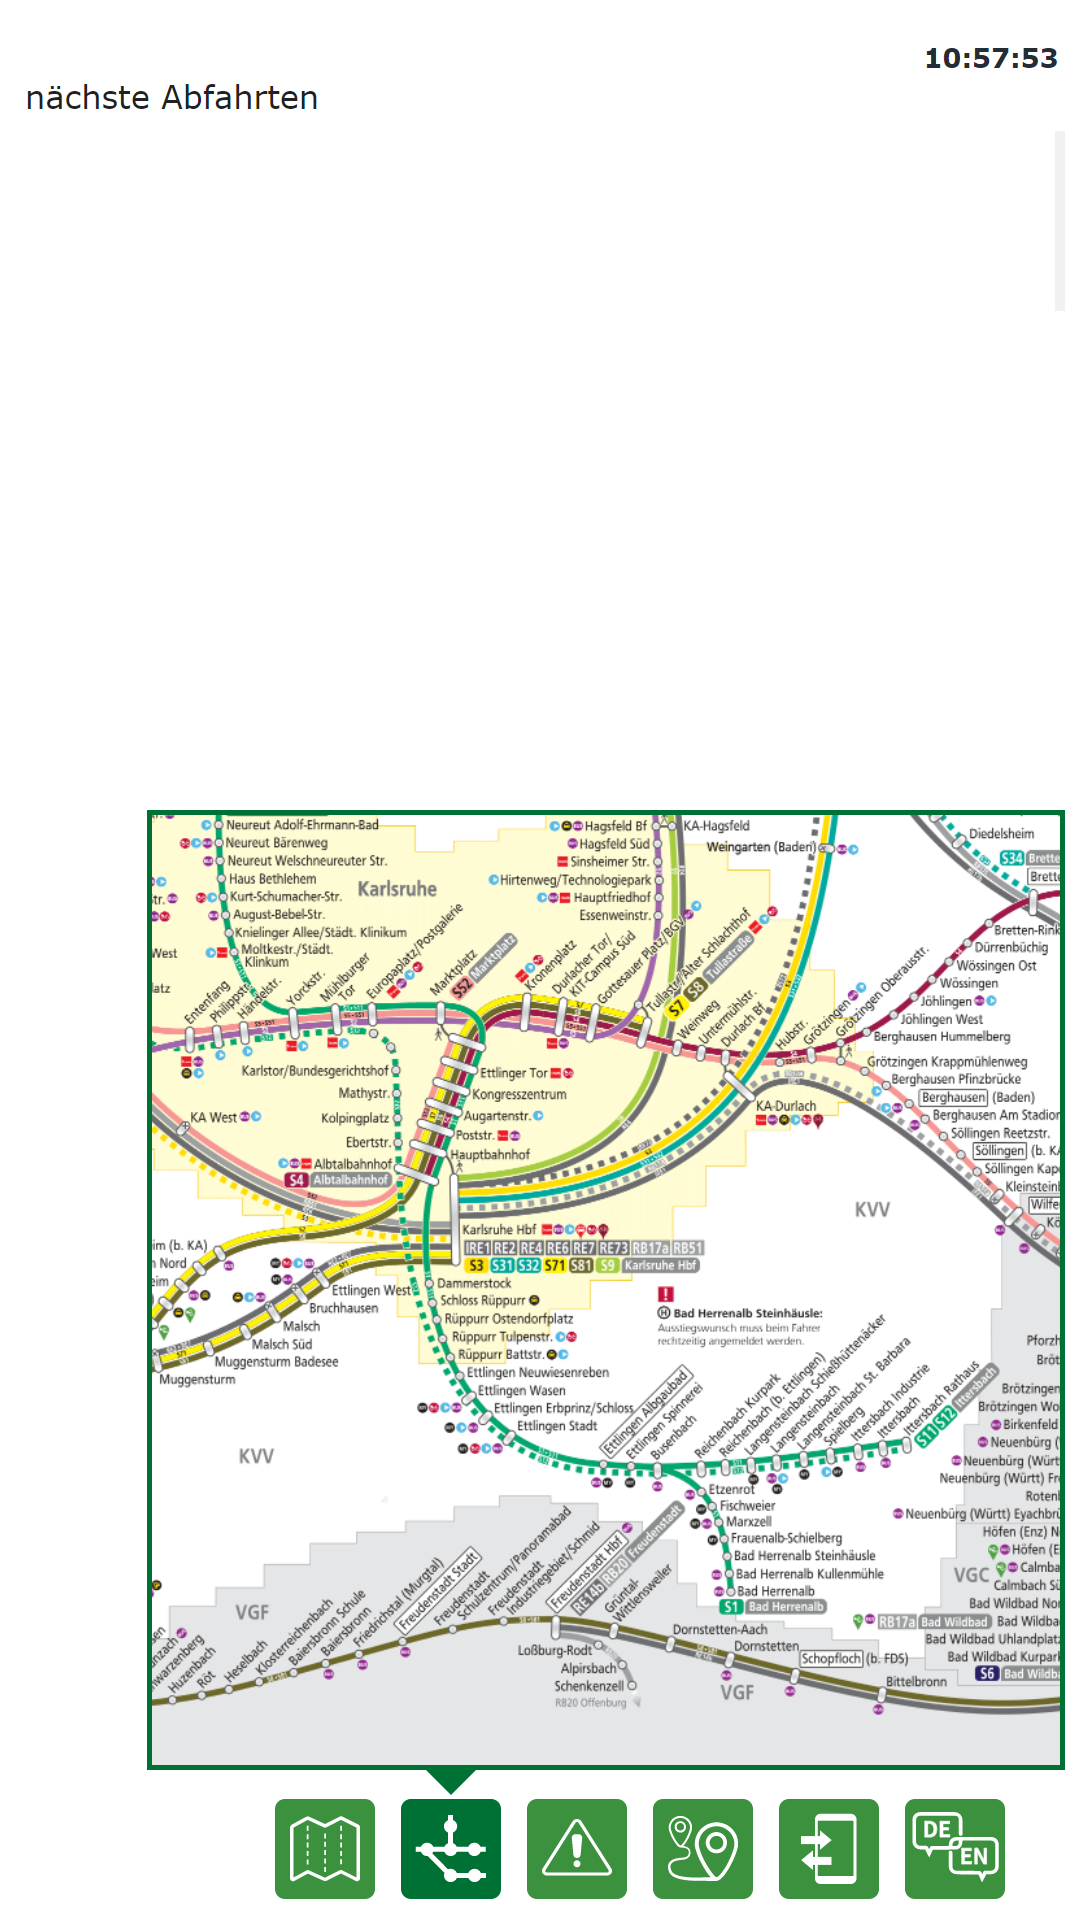 10:57:53
nächste Abfahrten
Neureut Adolf-Ehrmann-Bad
Neureut Bärenweg
Neureut Welschneureuter Str.
Haus Bethlehem
Kurt-Schumacher-Str.
August-Bebel-Str.
Knielinger Allee/Städt. Klinikum
Moltkestr./Städt.
Klinkum
Karlsruhe
Hagsfeld Bf
KA-Hagsfeld
Hagsfeld Süd
Sinsheimer Str.
Hirtenweg/Technologiepark
Hauptfriedhof
Essenweinstr.
Weingarten (Baden)
Diedelsheim
S34 Brette
Brette
Bretten-Rink
Dürrenbüchig
Wössingen Ost
Wössingen
Jöhlingen
Jöhlingen West
Berghausen Hummelberg
Grötzingen Oberausstr.
Grötzingen
Hubstr.
Durlach Bf
Untermühlstr.
Weinweg
Tullastr./Alter Schlachthof
S7 S8 Tullastraße
Gottesauer Platz/BGV
Durlacher Tor/
KIT-Campus Süd
Kronenplatz
S52 Marktplatz
Marktplatz
Europaplatz/Postgalerie
Mühlburger
Tor
Yorckstr.
Händelstr.
Philippstr.
Entenfang
West
latz
tr.
Karlstor/Bundesgerichtshof
Mathystr.
Kolpingplatz
Ebertstr.
Albtalbahnhof
S4 Albtalbahnhof
Ettlinger Tor
Kongresszentrum
Augartenstr.
Poststr.
Hauptbahnhof
KA West
KA-Durlach
Grötzingen Krappmühlenweg
Berghausen Pfinzbrücke
Berghausen (Baden)
Berghausen Am Stadion
Söllingen Reetzstr.
Söllingen (b. KA
Söllingen Kape
Kleinsteinb
Wilfe
Kö
KVV
Karlsruhe Hbf
IRE1 RE2 RE4 RE6 RE7 RE73 RB17a RB51
S3 S31 S32 S71 S81 S9 Karlsruhe Hbf
im (b. KA)
n Nord
eim
Ettlingen West
Bruchhausen
Malsch
Malsch Süd
Muggensturm Badesee
Muggensturm
Dammerstock
Schloss Rüppurr
Rüppurr Ostendorfplatz
Rüppurr Tulpenstr.
Rüppurr Battstr.
Ettlingen Neuwiesenreben
Ettlingen Wasen
Ettlingen Erbprinz/Schloss
Ettlingen Stadt
!
H Bad Herrenalb Steinhäusle:
Ausstiegswunsch muss beim Fahrer
rechtzeitig angemeldet werden.
Ettlingen Albgaubad
Ettlingen Spinnerei
Busenbach
Reichenbach Kurpark
Reichenbach (b. Ettlingen)
Langensteinbach Schießhüttenäcker
Langensteinbach
Langensteinbach St. Barbara
Spielberg
Ittersbach Industrie
Ittersbach
Ittersbach Rathaus
S11 S12 Ittersbach
KVV
Etzenrot
Fischweier
Marxzell
Frauenalb-Schielberg
Bad Herrenalb Steinhäusle
Bad Herrenalb Kullenmühle
Bad Herrenalb
S1 Bad Herrenalb
Pforzh
Bröt
Brötzingen
Brötzingen Wo
Birkenfeld
Neuenbürg (
Neuenbürg (Würt
Neuenbürg (Württ) Fre
Rotenb
Neuenbürg (Württ) Eyachbrü
Höfen (Enz) No
Höfen (E
VGC
Calmba
Calmbach Sü
Bad Wildbad Nor
RB17a Bad Wildbad
Bad Wildba
Bad Wildbad Uhlandplatz
Bad Wildbad Kurpark
S6 Bad Wildba
VGF
nzach
hwarzenberg
Huzenbach
Röt
Heselbach
Klosterreichenbach
Baiersbronn Schule
Baiersbronn
Friedrichstal (Murgtal)
Freudenstadt Stadt
Freudenstadt
Schulzentrum/Panoramabad
Freudenstadt
Industriegebiet/Schmid
Freudenstadt Hbf
RE14b RB20 Freudenstadt
Grüntal-
Wittlensweiler
Dornstetten-Aach
Dornstetten
Schopfloch (b. FDS)
Bittelbronn
Loßburg-Rodt
Alpirsbach
Schenkenzell
RB20 Offenburg
VGF
DE
EN